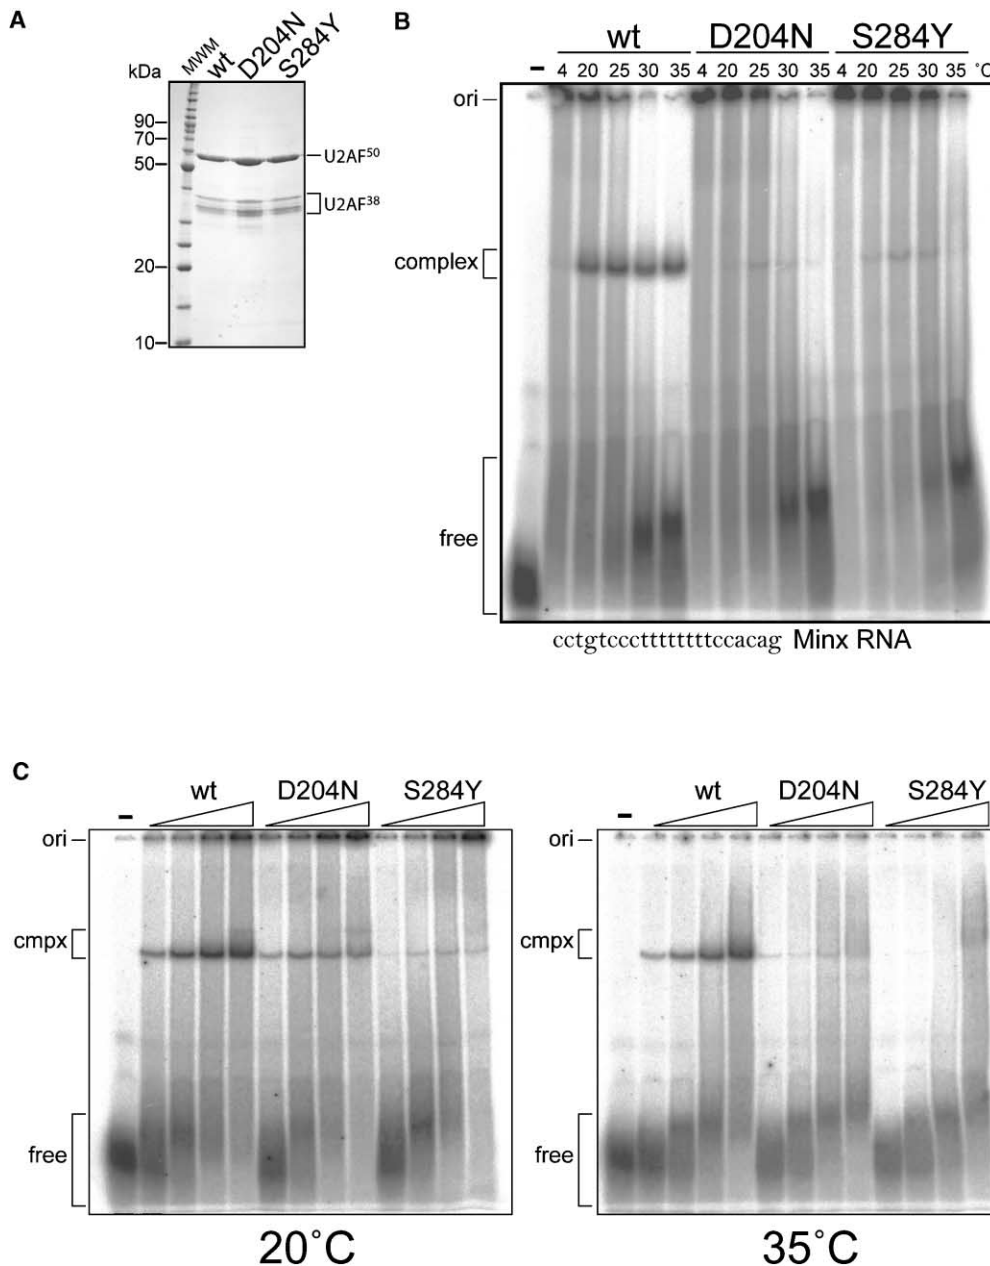 A
MWM wt D204N S284Y
kDa
90
70
50
20
10
U2AF50
U2AF38
B
wt D204N S284Y
- 4 20 25 30 35 4 20 25 30 35 4 20 25 30 35 °C
ori
complex
free
cctgtccctttttttttccacag Minx RNA
C
wt D204N S284Y
-
ori
cmpx
free
20°C
wt D204N S284Y
-
ori
cmpx
free
35°C